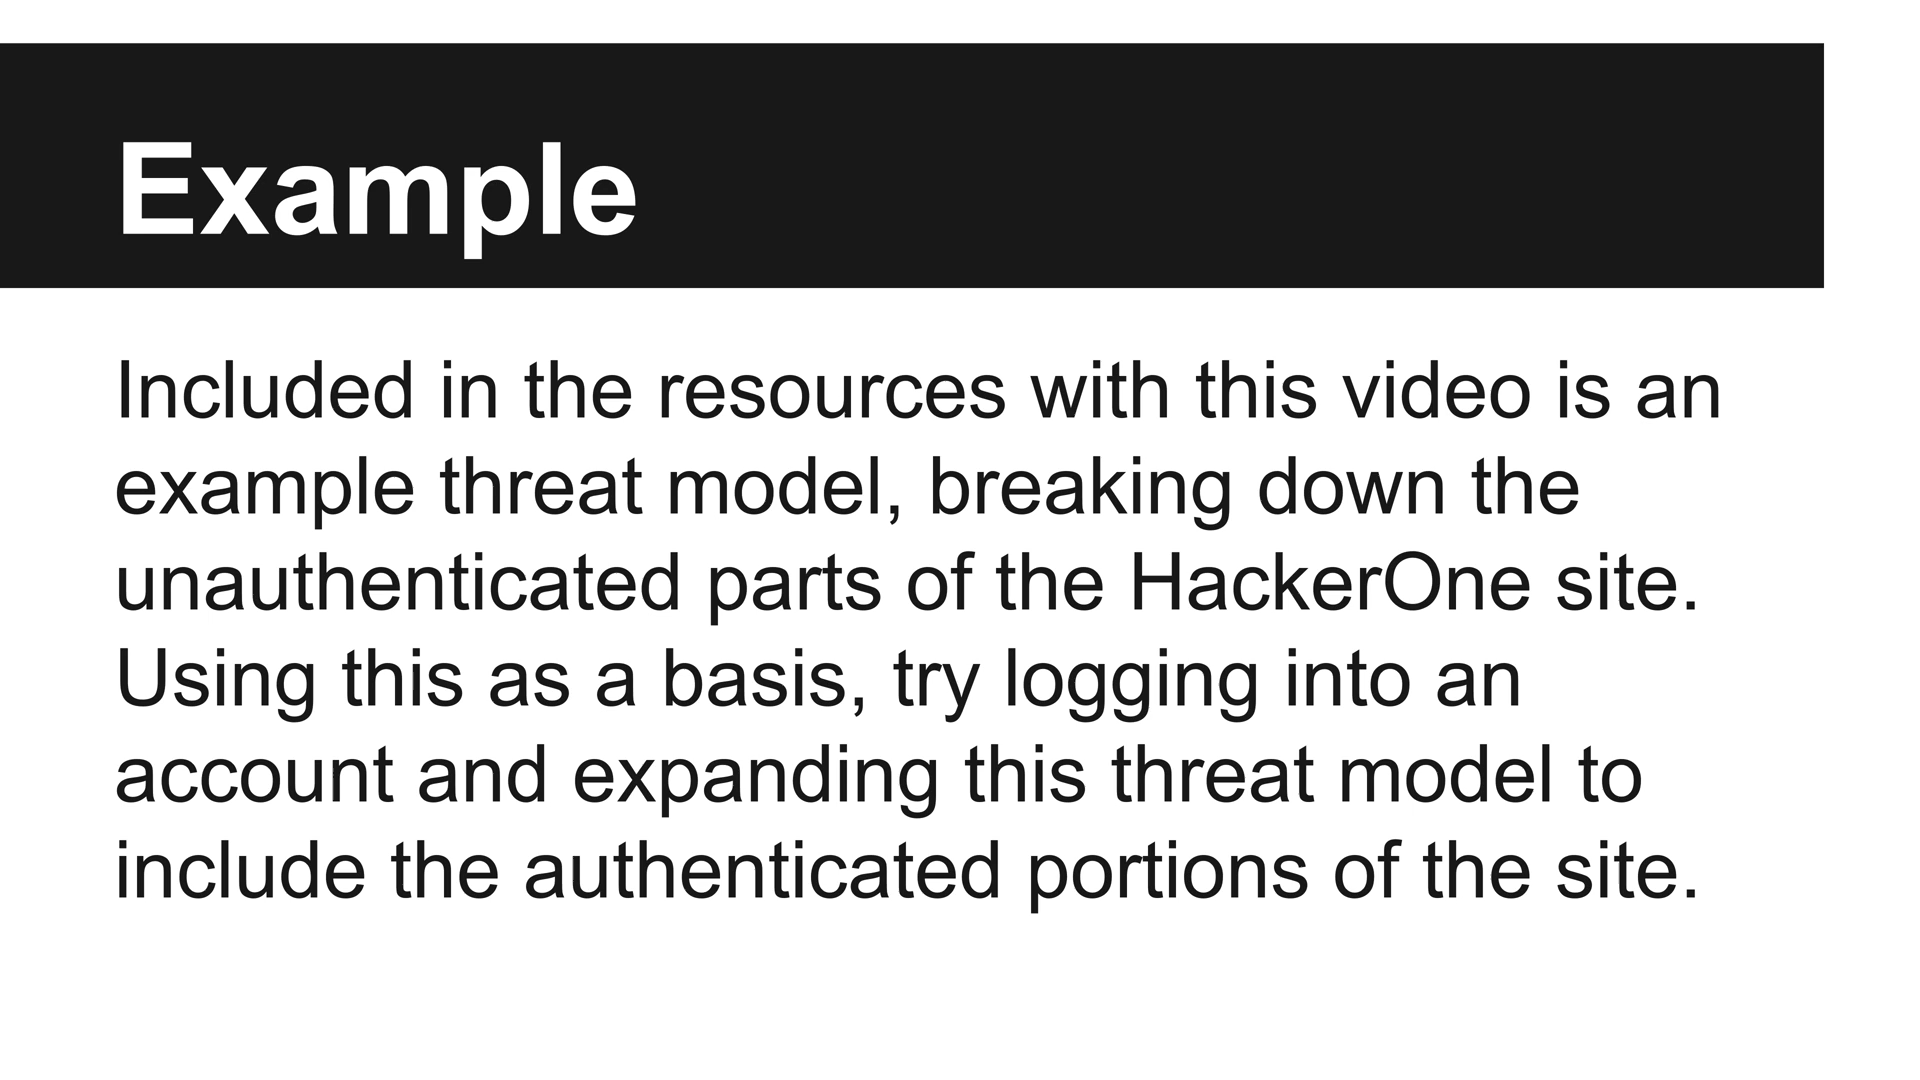 Example
Included in the resources with this video is an
example threat model, breaking down the
unauthenticated parts of the HackerOne site.
Using this as a basis, try logging into an
account and expanding this threat model to
include the authenticated portions of the site.